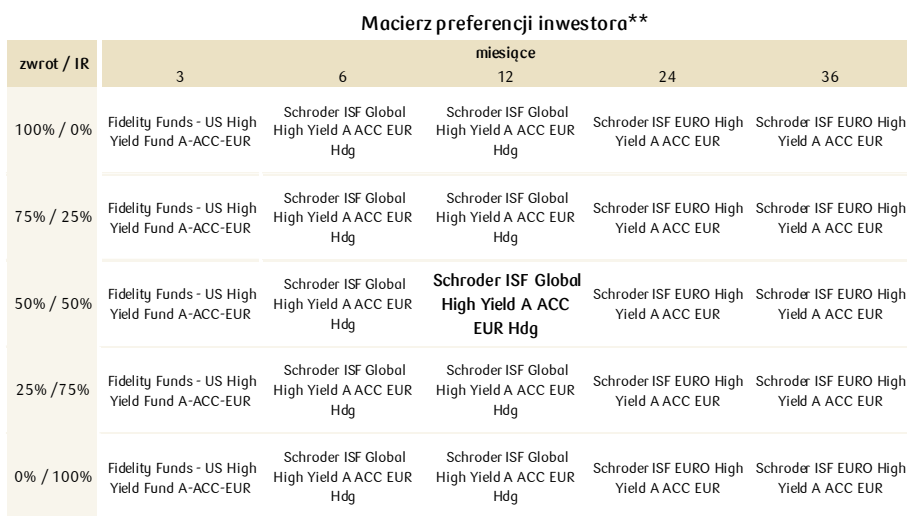 Macierz preferencji inwestora**
zwrot / IR
miesiące
3 6 12 24 36
100% / 0%
Fidelity Funds - US High
Yield Fund A-ACC-EUR
Schroder ISF Global
High Yield A ACC EUR
Hdg
Schroder ISF Global
High Yield A ACC EUR
Hdg
Schroder ISF EURO High
Yield A ACC EUR
Schroder ISF EURO High
Yield A ACC EUR
75% / 25%
Fidelity Funds - US High
Yield Fund A-ACC-EUR
Schroder ISF Global
High Yield A ACC EUR
Hdg
Schroder ISF Global
High Yield A ACC EUR
Hdg
Schroder ISF EURO High
Yield A ACC EUR
Schroder ISF EURO High
Yield A ACC EUR
50% / 50%
Fidelity Funds - US High
Yield Fund A-ACC-EUR
Schroder ISF Global
High Yield A ACC EUR
Hdg
Schroder ISF Global
High Yield A ACC
EUR Hdg
Schroder ISF EURO High
Yield A ACC EUR
Schroder ISF EURO High
Yield A ACC EUR
25% /75%
Fidelity Funds - US High
Yield Fund A-ACC-EUR
Schroder ISF Global
High Yield A ACC EUR
Hdg
Schroder ISF Global
High Yield A ACC EUR
Hdg
Schroder ISF EURO High
Yield A ACC EUR
Schroder ISF EURO High
Yield A ACC EUR
0% / 100%
Fidelity Funds - US High
Yield Fund A-ACC-EUR
Schroder ISF Global
High Yield A ACC EUR
Hdg
Schroder ISF Global
High Yield A ACC EUR
Hdg
Schroder ISF EURO High
Yield A ACC EUR
Schroder ISF EURO High
Yield A ACC EUR